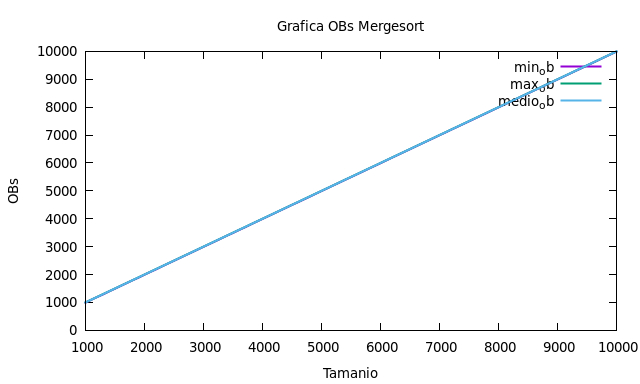 Grafica OBs Mergesort
10000
9000
8000
7000
6000
5000
4000
3000
2000
1000
0
OBs
min_ob
max_ob
medio_ob
1000 2000 3000 4000 5000 6000 7000 8000 9000 10000
Tamanio